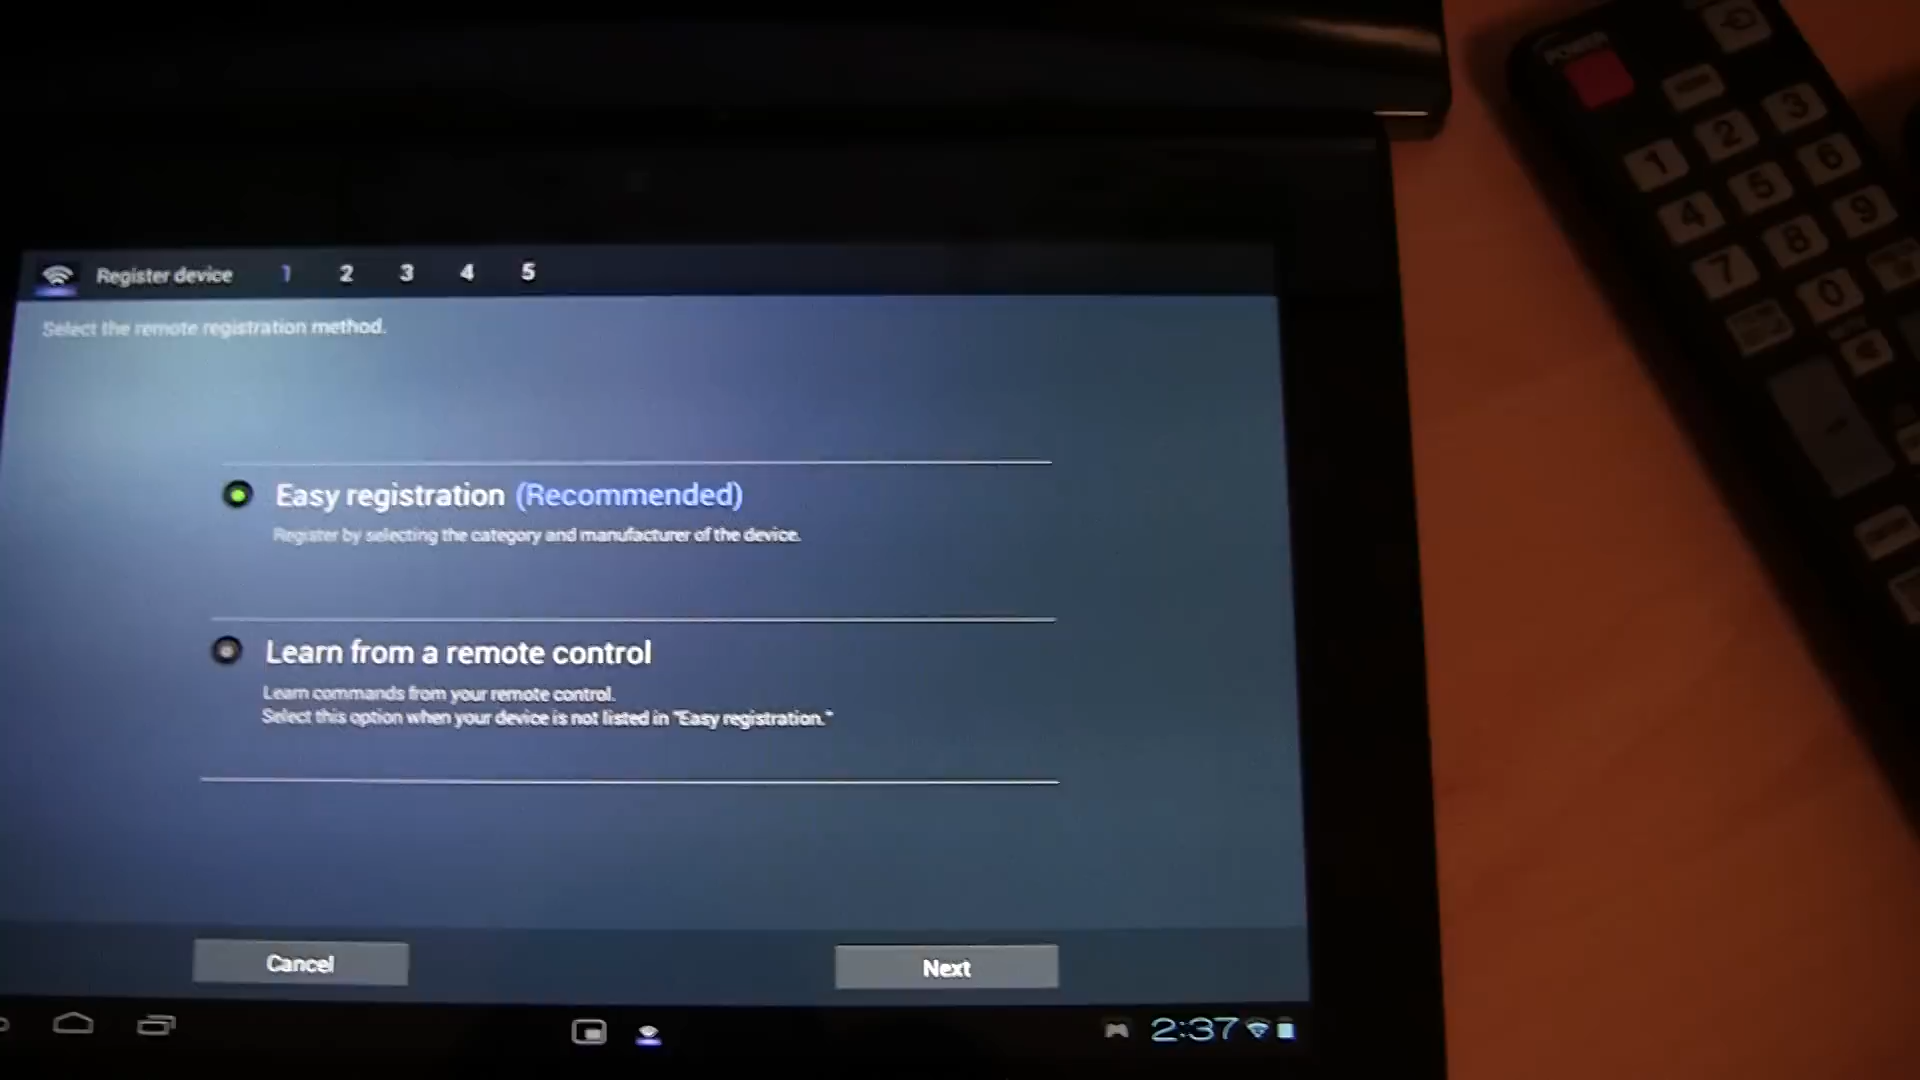 Register device 1 2 3 4 5
Select the remote registration method.
Easy registration (Recommended)
Register by selecting the category and manufacturer of the device.
Learn from a remote control
Learn commands from your remote control.
Select this option when your device is not listed in "Easy registration."
Cancel Next
2:37
POWER
1 2 3
4 5 6
7 8 9
0